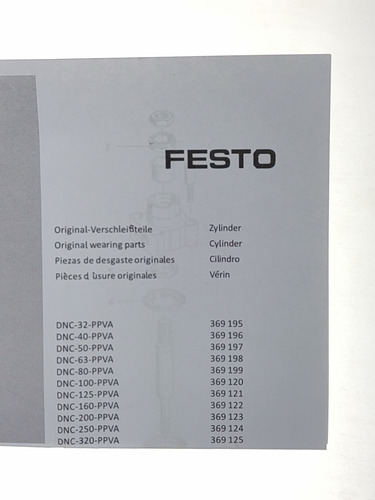 FESTO
Original-Verschleißteile Zylinder
Original wearing parts Cylinder
Piezas de desgaste originales Cilindro
Pièces d úsure originales Vérin
DNC-32-PPVA 369 195
DNC-40-PPVA 369 196
DNC-50-PPVA 369 197
DNC-63-PPVA 369 198
DNC-80-PPVA 369 199
DNC-100-PPVA 369 120
DNC-125-PPVA 369 121
DNC-160-PPVA 369 122
DNC-200-PPVA 369 123
DNC-250-PPVA 369 124
DNC-320-PPVA 369 125